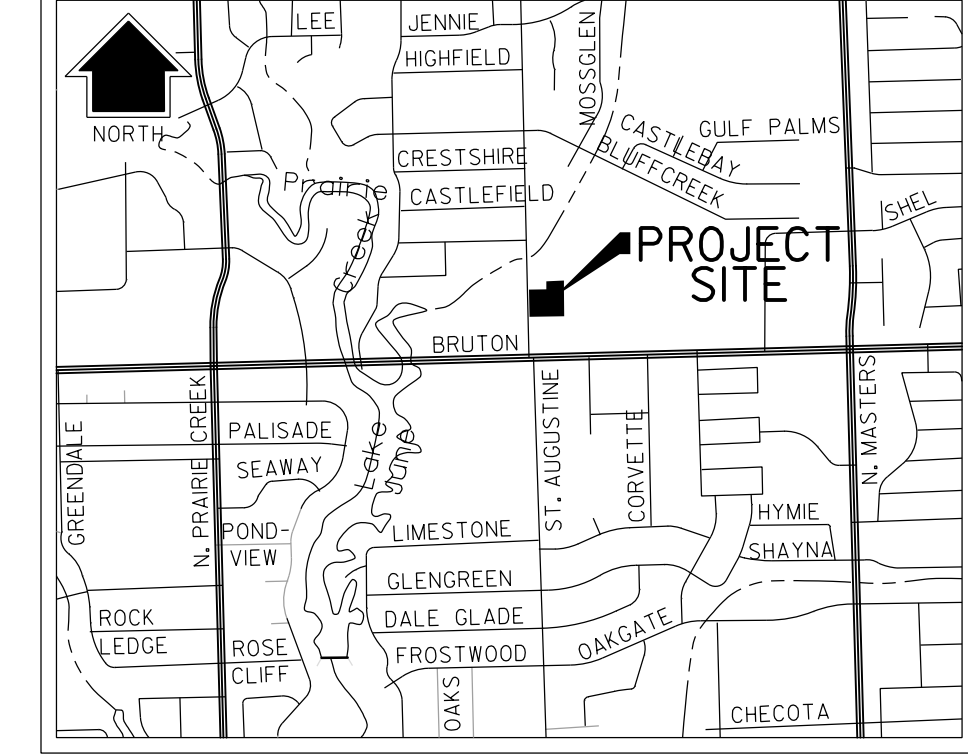 LEE
JENNIE
HIGHFIELD
MOSSGLEN
NORTH
CASTLEBAY
GULF PALMS
BLUFFCREEK
CRESTSHIRE
CASTLEFIELD
Prairie
Creek
SHEL
PROJECT
SITE
BRUTON
N. PRAIRIE CREEK
GREENDALE
PALISADE
SEAWAY
Lake
June
ST. AUGUSTINE
CORVETTE
N. MASTERS
POND-
VIEW
LIMESTONE
HYMIE
SHAYNA
GLENGREEN
ROCK
LEDGE
DALE GLADE
OAKGATE
ROSE
CLIFF
FROSTWOOD
OAKS
CHECOTA